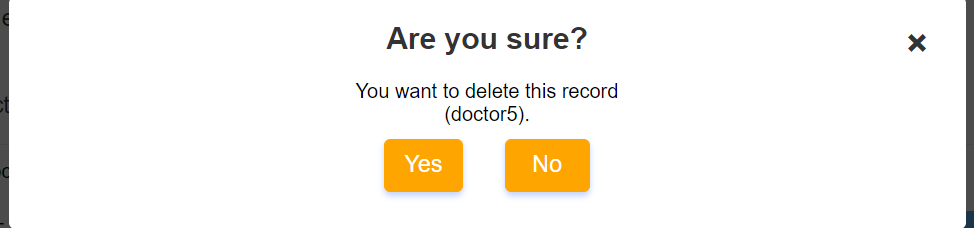 Are you sure?
You want to delete this record
(doctor5).
Yes No